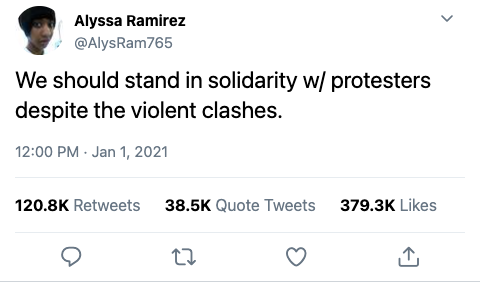 Alyssa Ramirez
@AlysRam765
We should stand in solidarity w/ protesters
despite the violent clashes.
12:00 PM · Jan 1, 2021
120.8K Retweets 38.5K Quote Tweets 379.3K Likes